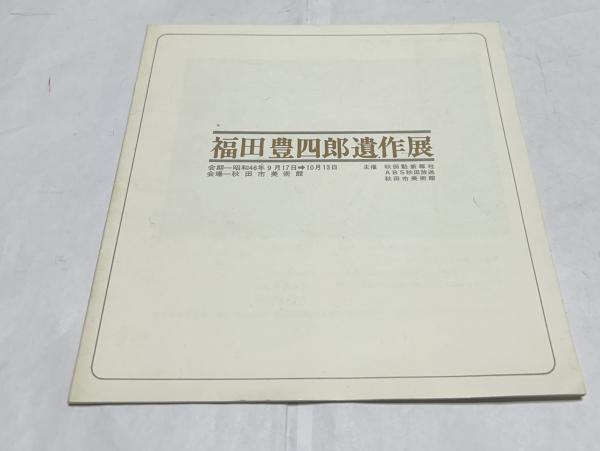 福田豊四郎遺作展
会期―昭和46年9月17日⇨10月13日
会場―秋田市美術館
主催 秋田魁新報社
ABS秋田放送
秋田市美術館